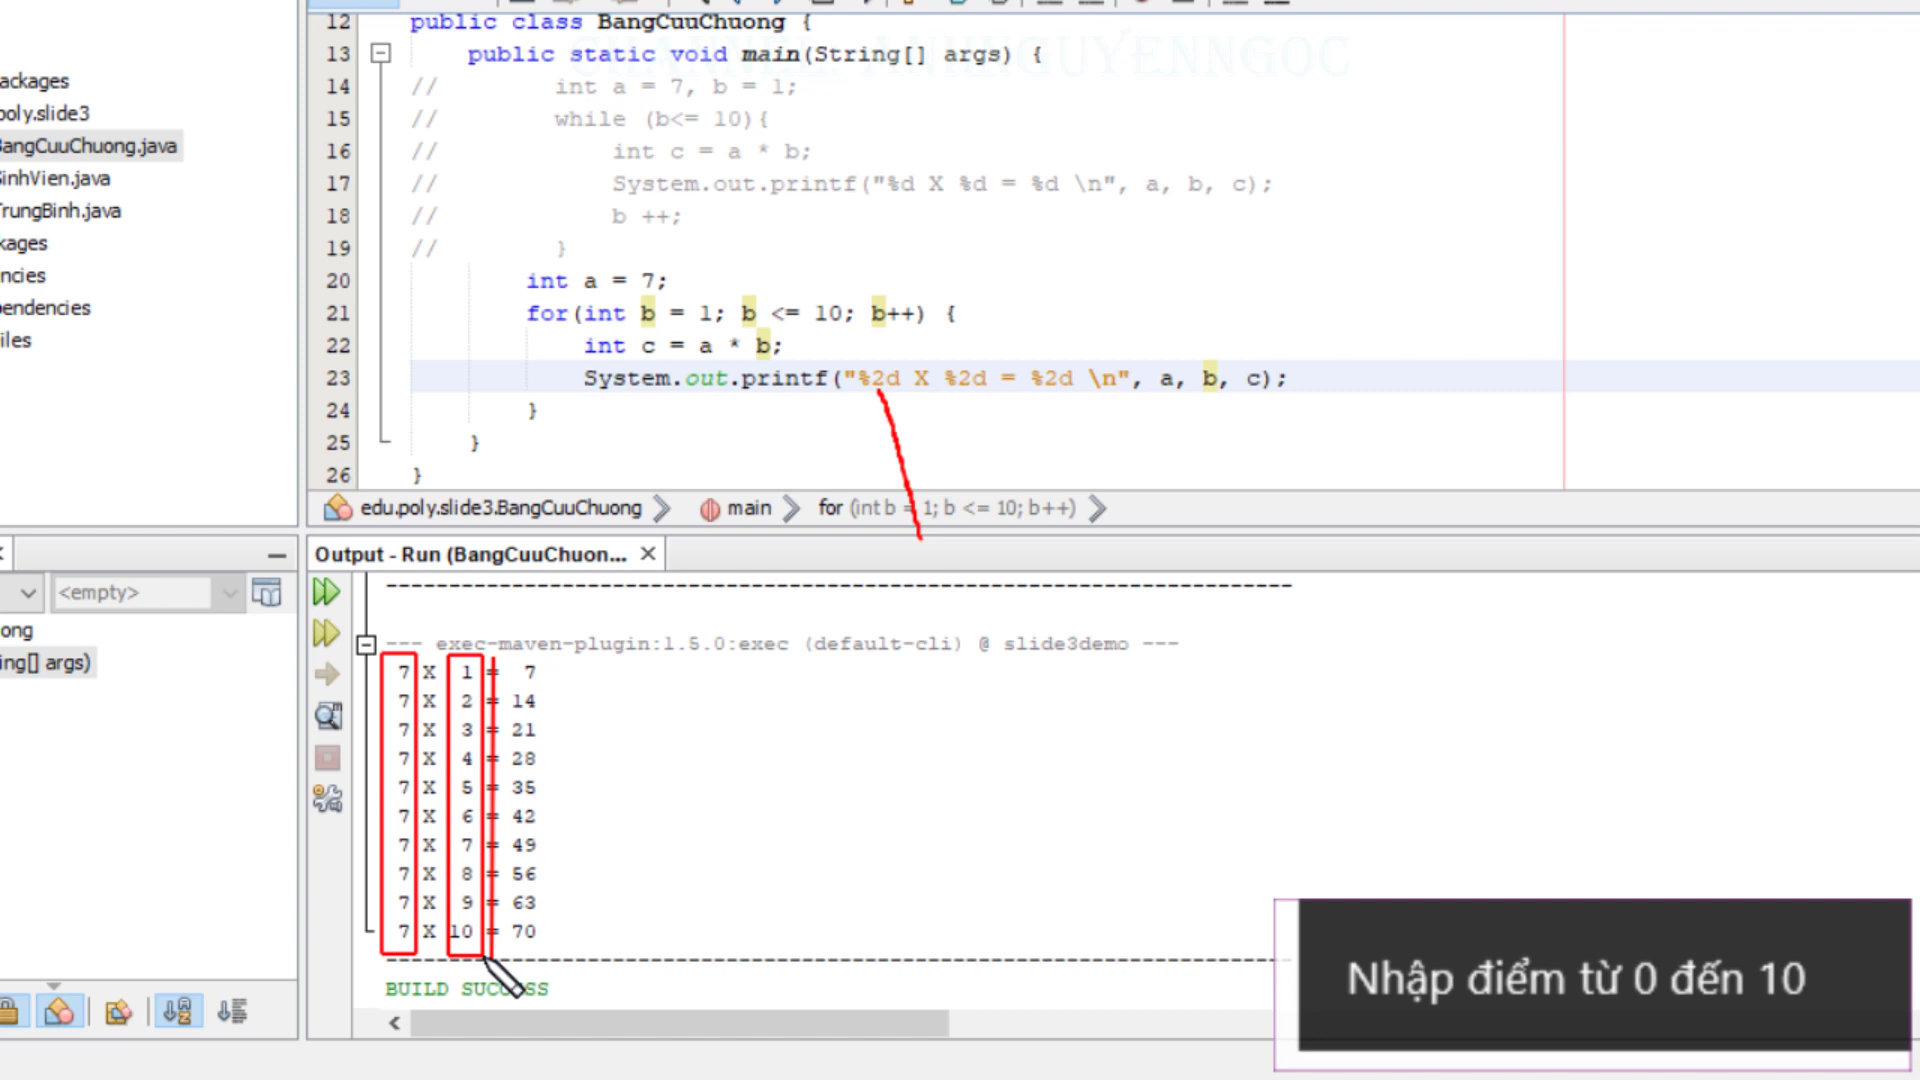 12 public class BangCuuChuong {
CHANNEL: ANHNGUYENNGOC
13 public static void main(String[] args) {
14 // int a = 7, b = 1;
15 // while (b<= 10){
16 // int c = a * b;
17 // System.out.printf("%d X %d = %d \n", a, b, c);
18 // b ++;
19 // }
20 int a = 7;
21 for(int b = 1; b <= 10; b++) {
22 int c = a * b;
23 System.out.printf("%2d X %2d = %2d \n", a, b, c);
24 }
25 }
26 }
ackages
poly.slide3
BangCuuChuong.java
SinhVien.java
TrungBinh.java
kages
ncies
pendencies
iles
edu.poly.slide3.BangCuuChuong main for (int b = 1; b <= 10; b++)
Output - Run (BangCuuChuon...
<empty>
ong
ing[] args)
--- exec-maven-plugin:1.5.0:exec (default-cli) @ slide3demo ---
7 X 1 = 7
7 X 2 = 14
7 X 3 = 21
7 X 4 = 28
7 X 5 = 35
7 X 6 = 42
7 X 7 = 49
7 X 8 = 56
7 X 9 = 63
7 X 10 = 70
BUILD SUCCESS
Nhập điểm từ 0 đến 10